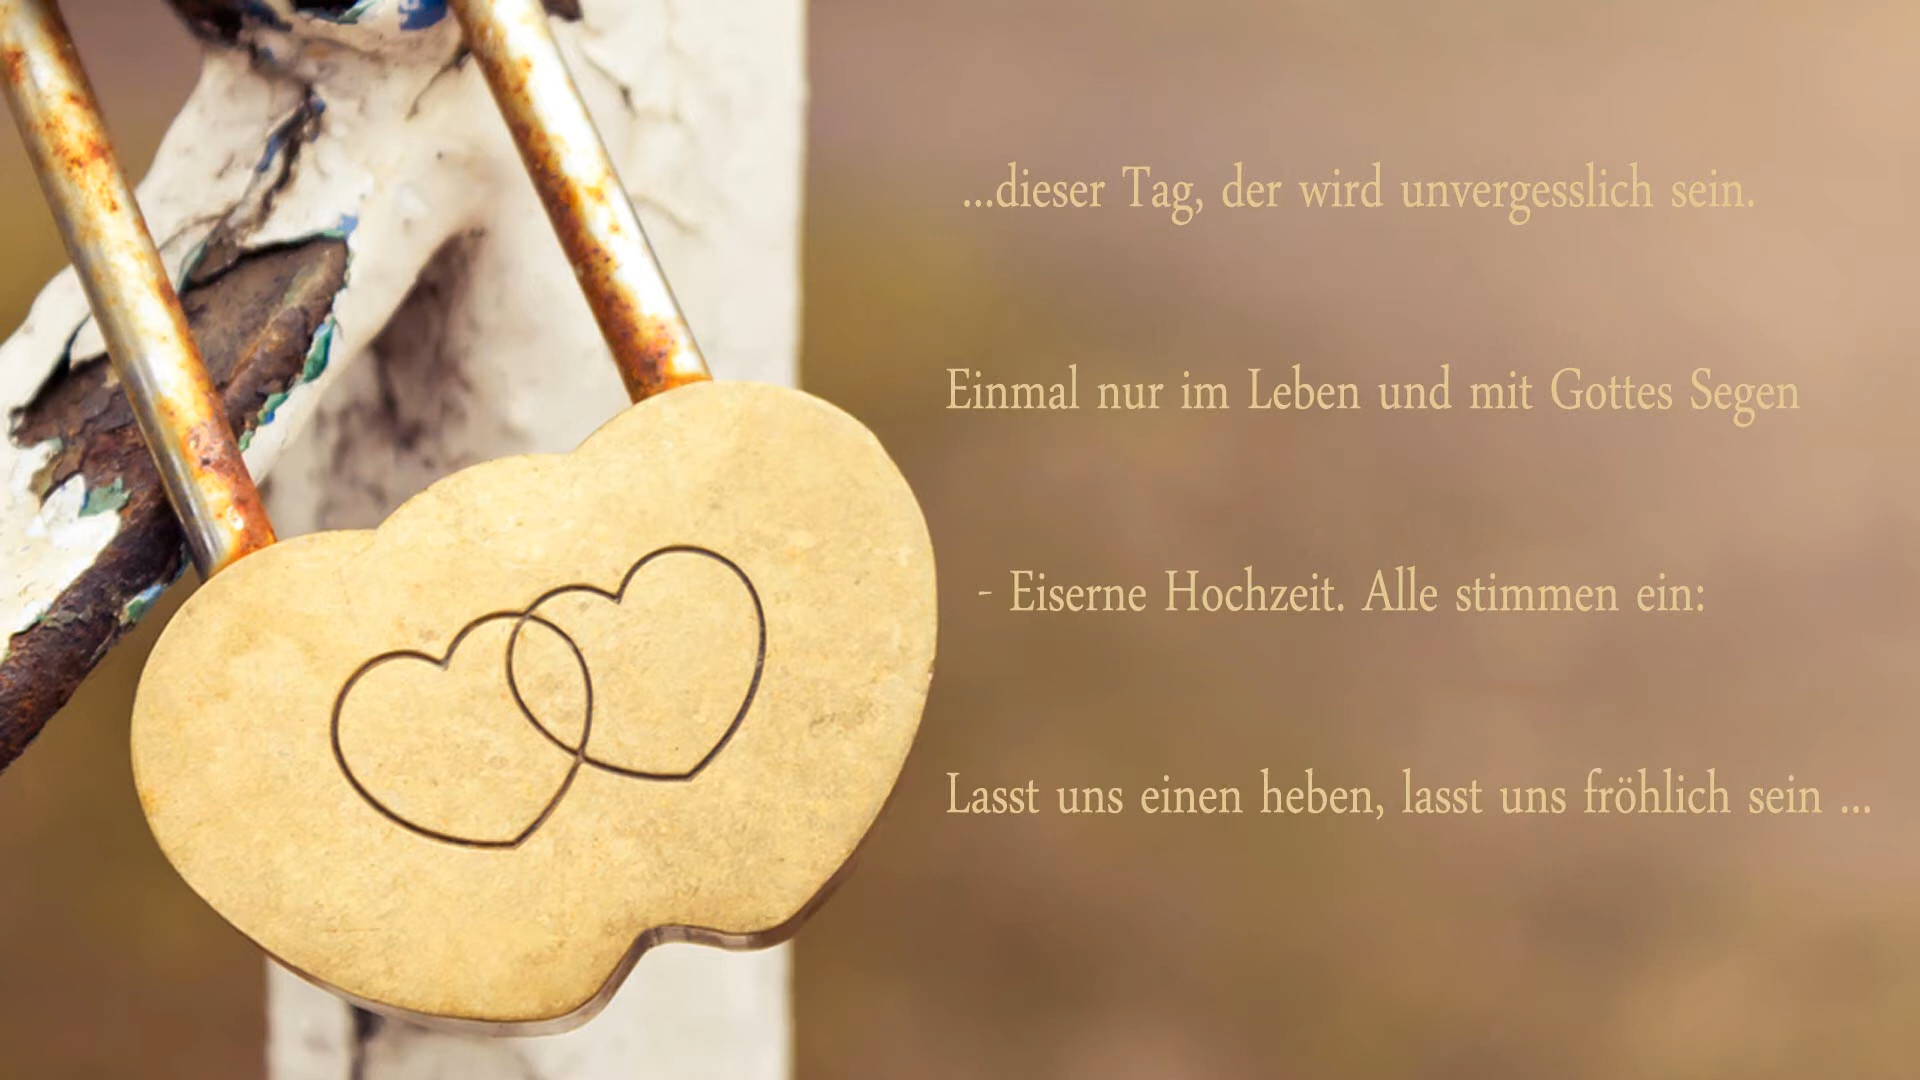 ...dieser Tag, der wird unvergesslich sein.
Einmal nur im Leben und mit Gottes Segen
- Eiserne Hochzeit. Alle stimmen ein:
Lasst uns einen heben, lasst uns fröhlich sein ...